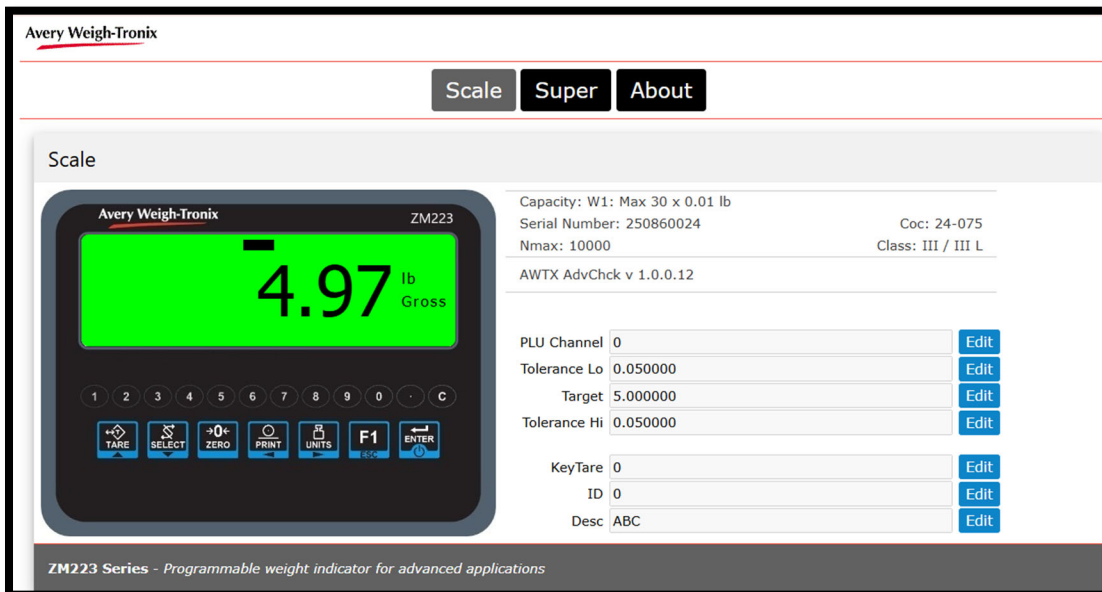 Avery Weigh-Tronix
Scale Super About
Scale
Avery Weigh-Tronix ZM223
4.97 lb
Gross
1 2 3 4 5 6 7 8 9 0 . C
TARE SELECT →0← ZERO PRINT UNITS F1 ESC ENTER
Capacity: W1: Max 30 x 0.01 lb
Serial Number: 250860024 Coc: 24-075
Nmax: 10000 Class: III / III L
AWTX AdvChck v 1.0.0.12
PLU Channel 0 Edit
Tolerance Lo 0.050000 Edit
Target 5.000000 Edit
Tolerance Hi 0.050000 Edit
KeyTare 0 Edit
ID 0 Edit
Desc ABC Edit
ZM223 Series - Programmable weight indicator for advanced applications